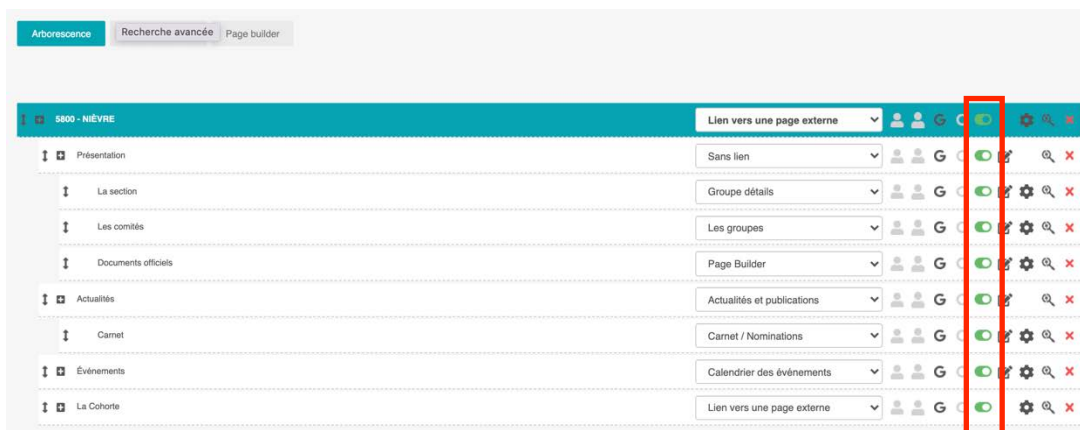 Arborescence Recherche avancée Page builder
5800 - NIÈVRE Lien vers une page externe G
Présentation Sans lien G
La section Groupe détails G
Les comités Les groupes G
Documents officiels Page Builder G
Actualités Actualités et publications G
Carnet Carnet / Nominations G
Événements Calendrier des événements G
La Cohorte Lien vers une page externe G